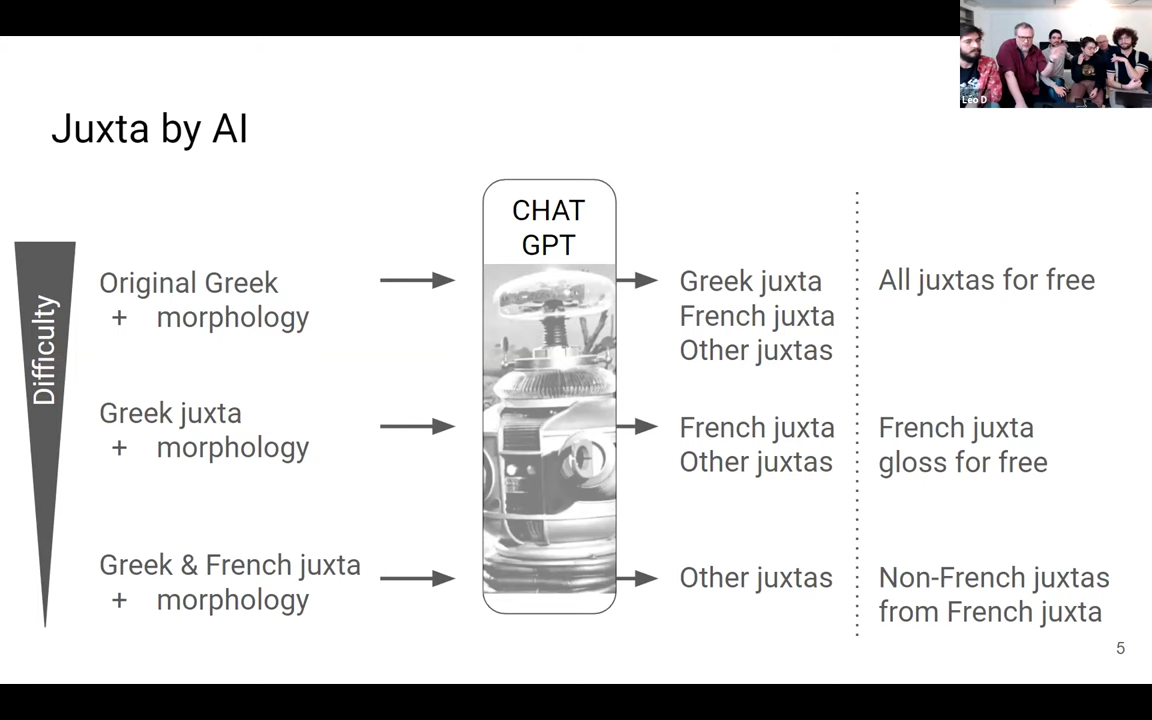 Leo D
Juxta by AI
CHAT
GPT
Difficulty
Original Greek
+ morphology
Greek juxta
French juxta
Other juxtas
All juxtas for free
Greek juxta
+ morphology
French juxta
Other juxtas
French juxta
gloss for free
Greek & French juxta
+ morphology
Other juxtas
Non-French juxtas
from French juxta
5